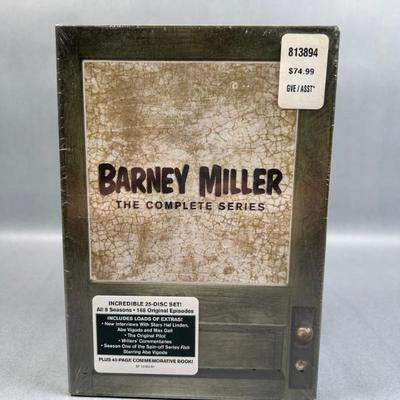 813894
$74.99
GVE / ASST*
BARNEY MILLER
THE COMPLETE SERIES
INCREDIBLE 25-DISC SET!
All 8 Seasons • 168 Original Episodes
INCLUDES LOADS OF EXTRAS!
• New Interviews With Stars Hal Linden,
Abe Vigoda and Max Gail
• The Original Pilot
• Writers' Commentaries
• Season One of the Spin-off Series Fish
Starring Abe Vigoda
PLUS 40-PAGE COMMEMORATIVE BOOK!